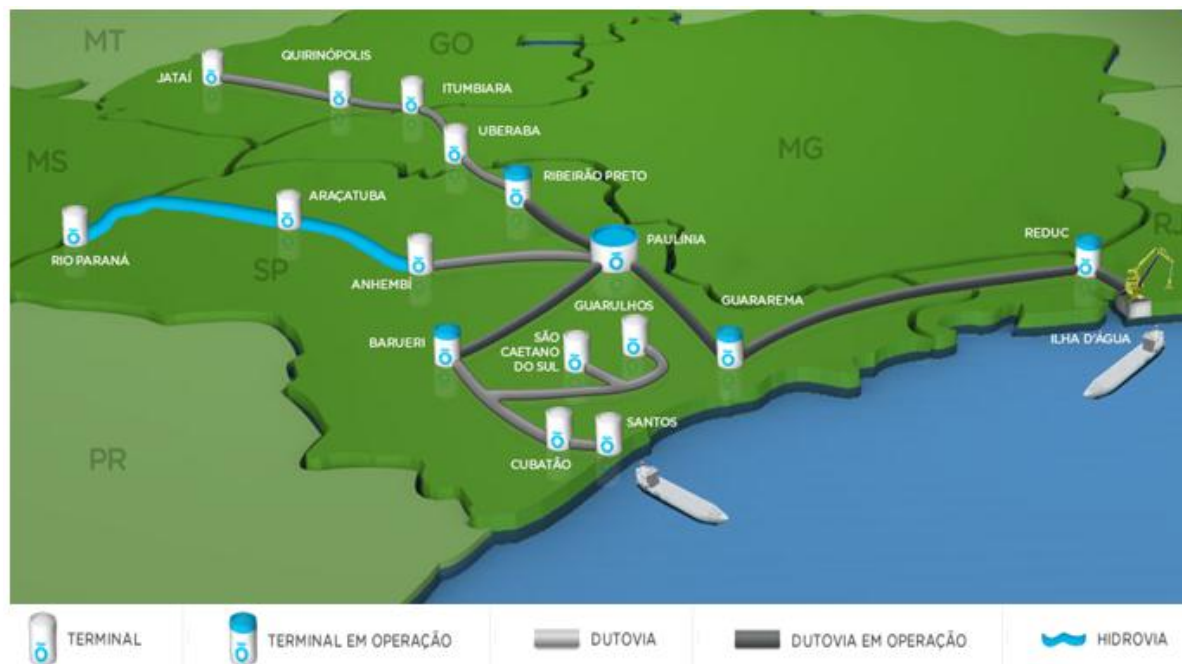 MT
GO
QUIRINÓPOLIS
JATAÍ
ITUMBIARA
UBERABA
MS
MG
RIBEIRÃO PRETO
ARAÇATUBA
RJ
REDUC
PAULÍNIA
RIO PARANÁ
SP
ANHEMBÍ
GUARULHOS
GUARAREMA
BARUERI
SÃO
CAETANO
DO SUL
ILHA D'ÁGUA
SANTOS
CUBATÃO
PR
TERMINAL
TERMINAL EM OPERAÇÃO
DUTOVIA
DUTOVIA EM OPERAÇÃO
HIDROVIA